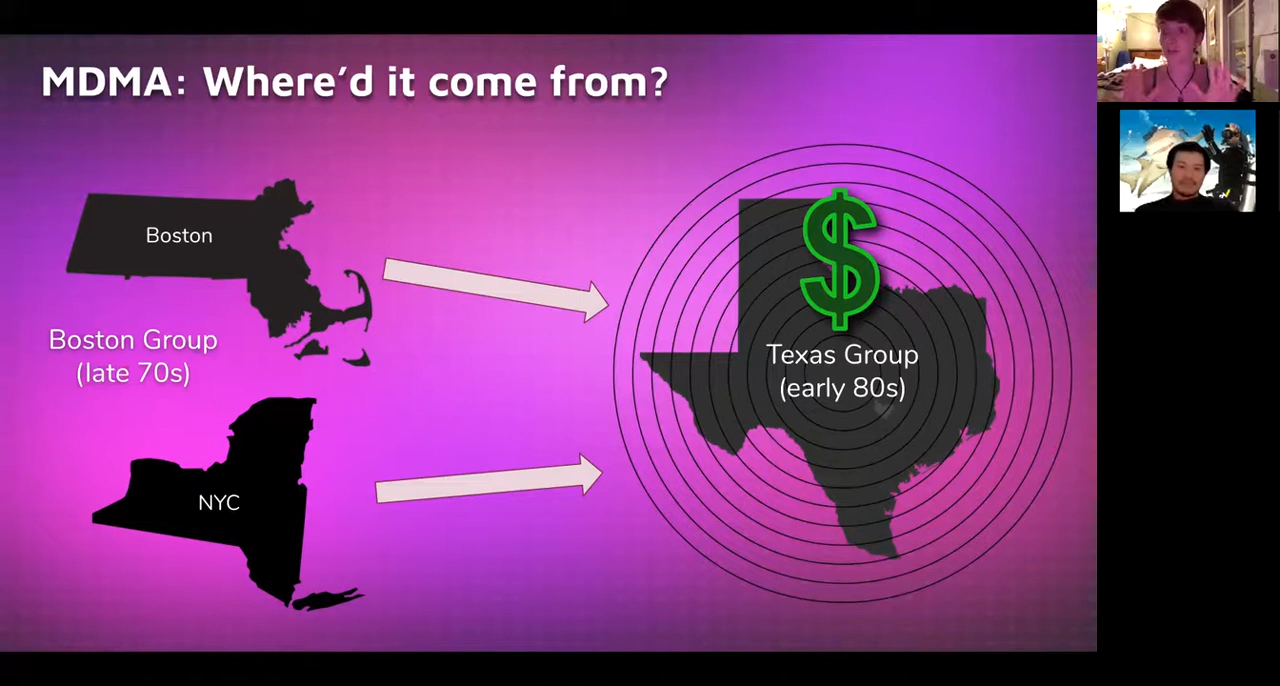 MDMA: Where'd it come from?
Boston
Boston Group
(late 70s)
NYC
$
Texas Group
(early 80s)